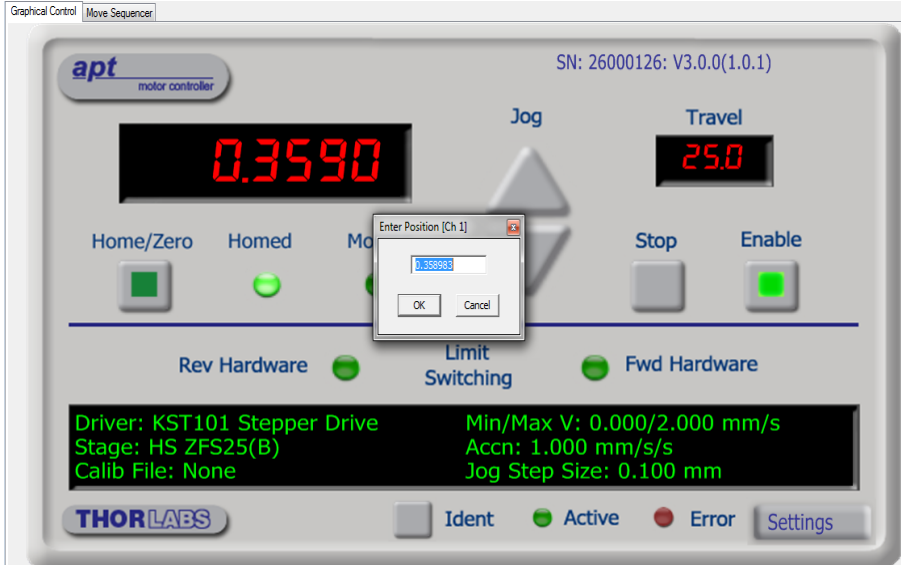 Graphical Control Move Sequencer
apt
motor controller
SN: 26000126: V3.0.0(1.0.1)
Jog
Travel
0.3590
25.0
Enter Position [Ch 1]
x
0.358983
OK Cancel
Home/Zero Homed
Stop Enable
Rev Hardware
Limit
Switching
Fwd Hardware
Driver: KST101 Stepper Drive
Stage: HS ZFS25(B)
Calib File: None
Min/Max V: 0.000/2.000 mm/s
Accn: 1.000 mm/s/s
Jog Step Size: 0.100 mm
THORLABS
Ident Active Error Settings